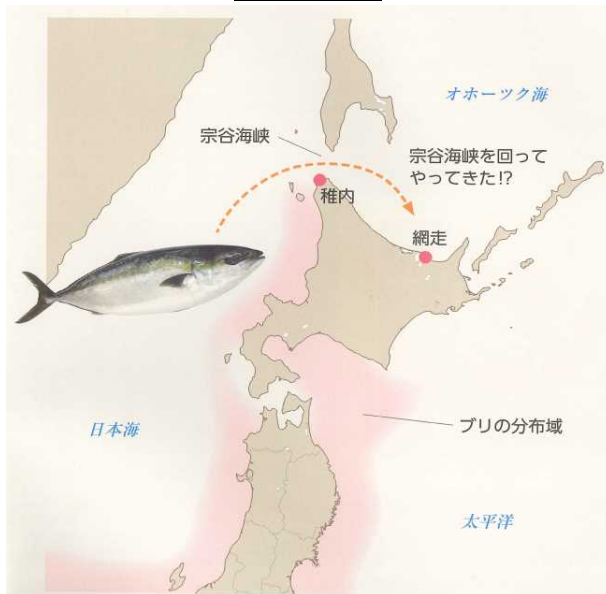 オホーツク海
宗谷海峡
宗谷海峡を回って
やってきた!?
稚内
網走
日本海
ブリの分布域
太平洋